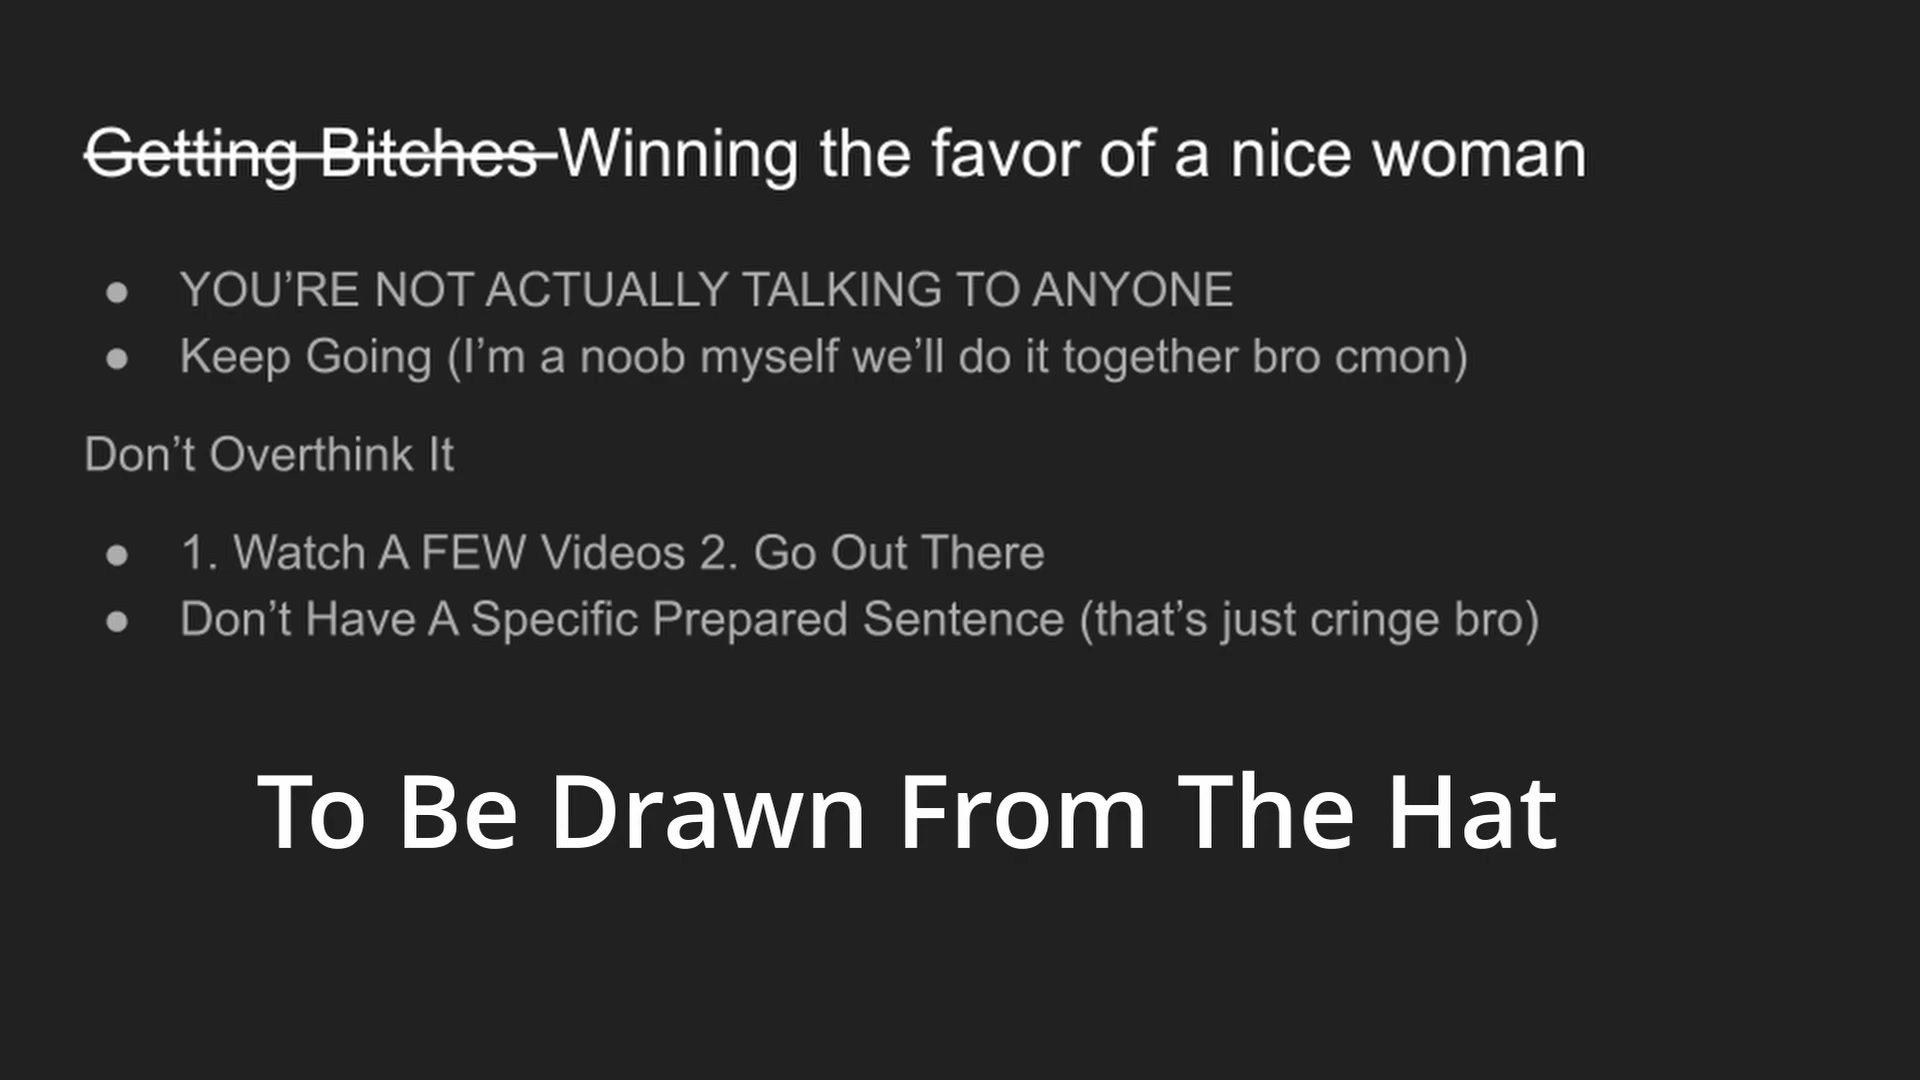 Getting Bitches Winning the favor of a nice woman
● YOU’RE NOT ACTUALLY TALKING TO ANYONE
● Keep Going (I’m a noob myself we’ll do it together bro cmon)
Don’t Overthink It
● 1. Watch A FEW Videos 2. Go Out There
● Don’t Have A Specific Prepared Sentence (that’s just cringe bro)
To Be Drawn From The Hat